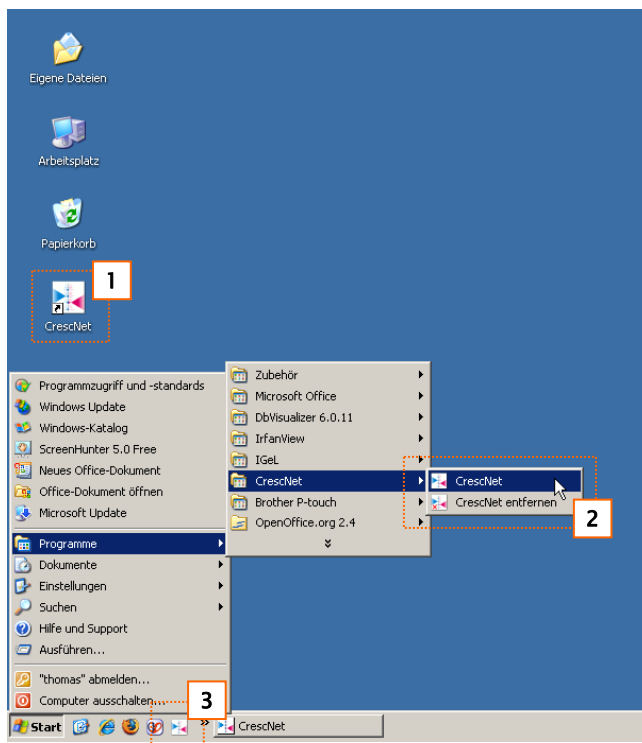 Eigene Dateien
Arbeitsplatz
Papierkorb
1
CrescNet
Programmzugriff und -standards
Windows Update
Windows-Katalog
ScreenHunter 5.0 Free
Neues Office-Dokument
Office-Dokument öffnen
Microsoft Update
Programme
Dokumente
Einstellungen
Suchen
Hilfe und Support
Ausführen...
"thomas" abmelden...
Computer ausschalten...
Zubehör
Microsoft Office
DbVisualizer 6.0.11
IrfanView
IGeL
CrescNet
Brother P-touch
OpenOffice.org 2.4
CrescNet
CrescNet entfernen
2
3
Start
CrescNet